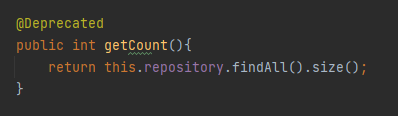 @Deprecated
public int getCount(){
    return this.repository.findAll().size();
}